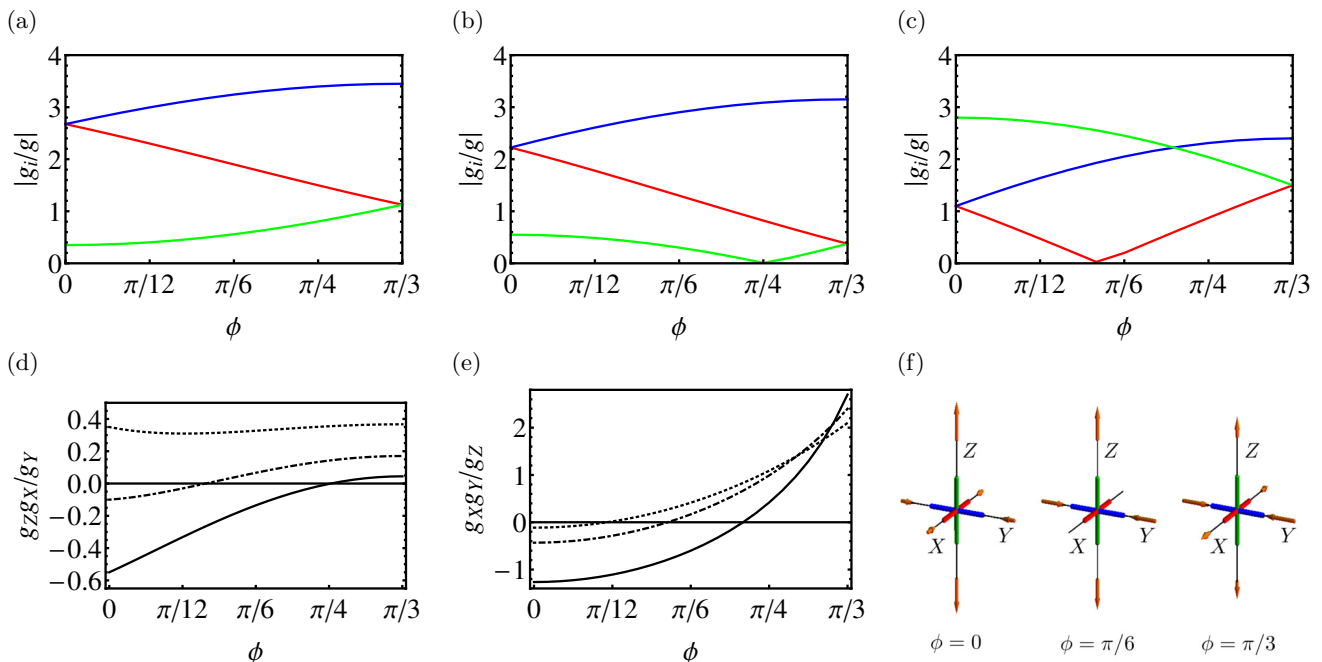 (a)
4
3
2
1
0
|g_i/g|
0 π/12 π/6 π/4 π/3
ϕ
(b)
4
3
2
1
0
|g_i/g|
0 π/12 π/6 π/4 π/3
ϕ
(c)
4
3
2
1
0
|g_i/g|
0 π/12 π/6 π/4 π/3
ϕ
(d)
0.4
0.2
0.0
−0.2
−0.4
−0.6
g_Z g_X/g_Y
0 π/12 π/6 π/4 π/3
ϕ
(e)
2
1
0
−1
g_X g_Y/g_Z
0 π/12 π/6 π/4 π/3
ϕ
(f)
Z Z Z
X Y X Y X Y
ϕ = 0 ϕ = π/6 ϕ = π/3